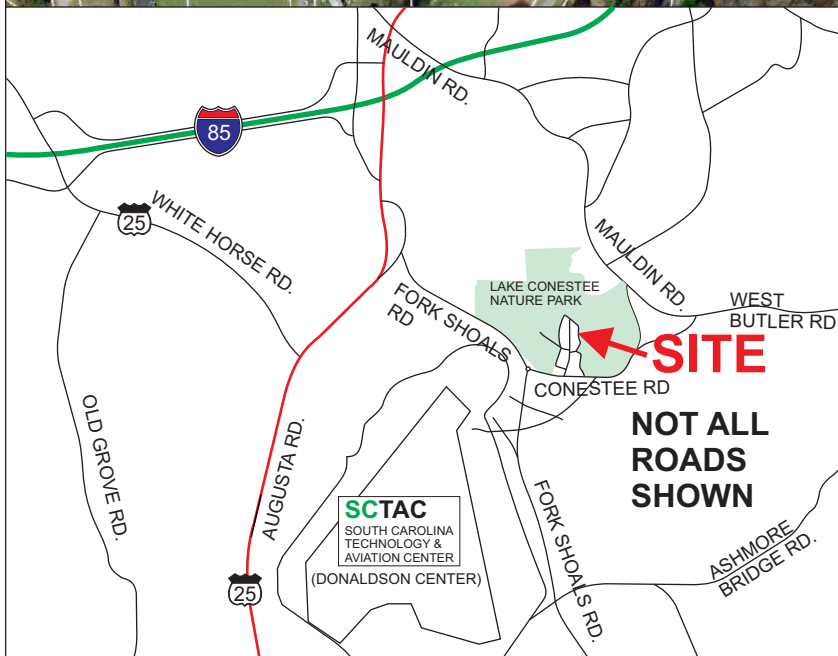 MAULDIN RD.
85
25
WHITE HORSE RD.
MAULDIN RD.
LAKE CONESTEE
NATURE PARK
WEST
BUTLER RD
FORK SHOALS
RD
SITE
CONESTEE RD
OLD GROVE RD.
AUGUSTA RD.
NOT ALL
ROADS
SHOWN
SCTAC
SOUTH CAROLINA
TECHNOLOGY &
AVIATION CENTER
(DONALDSON CENTER)
FORK SHOALS RD.
ASHMORE
BRIDGE RD.
25